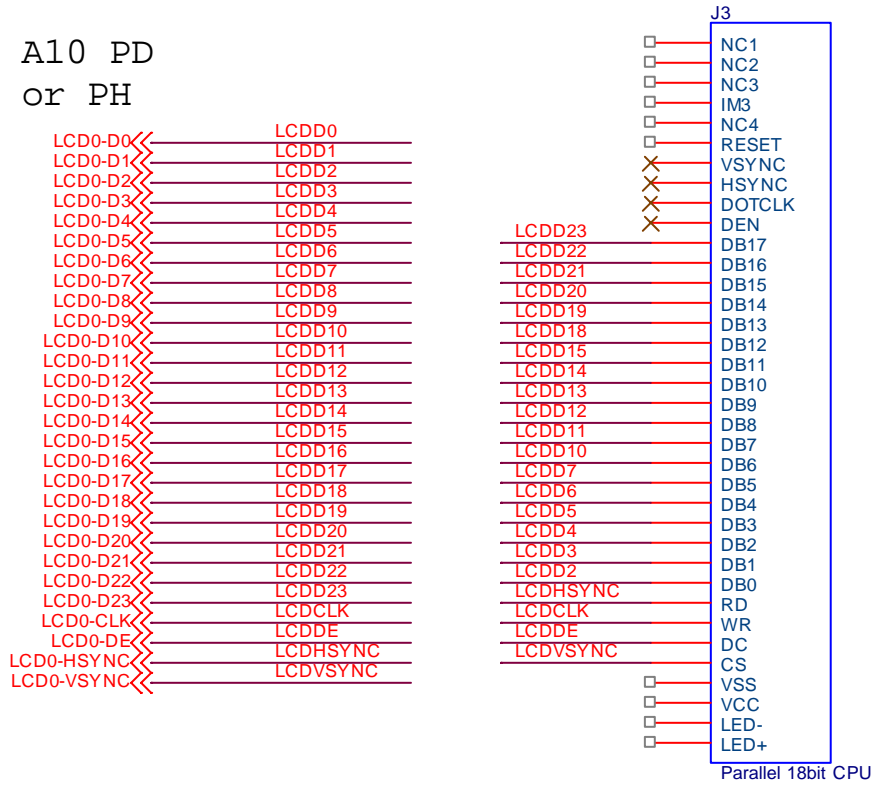 A10 PD
or PH
LCD0-D0 LCDD0
LCD0-D1 LCDD1
LCD0-D2 LCDD2
LCD0-D3 LCDD3
LCD0-D4 LCDD4
LCD0-D5 LCDD5
LCD0-D6 LCDD6
LCD0-D7 LCDD7
LCD0-D8 LCDD8
LCD0-D9 LCDD9
LCD0-D10 LCDD10
LCD0-D11 LCDD11
LCD0-D12 LCDD12
LCD0-D13 LCDD13
LCD0-D14 LCDD14
LCD0-D15 LCDD15
LCD0-D16 LCDD16
LCD0-D17 LCDD17
LCD0-D18 LCDD18
LCD0-D19 LCDD19
LCD0-D20 LCDD20
LCD0-D21 LCDD21
LCD0-D22 LCDD22
LCD0-D23 LCDD23
LCD0-CLK LCDCLK
LCD0-DE LCDDE
LCD0-HSYNC LCDHSYNC
LCD0-VSYNC LCDVSYNC
J3
NC1
NC2
NC3
IM3
NC4
RESET
VSYNC
HSYNC
DOTCLK
DEN
LCDD23 DB17
LCDD22 DB16
LCDD21 DB15
LCDD20 DB14
LCDD19 DB13
LCDD18 DB12
LCDD15 DB11
LCDD14 DB10
LCDD13 DB9
LCDD12 DB8
LCDD11 DB7
LCDD10 DB6
LCDD7 DB5
LCDD6 DB4
LCDD5 DB3
LCDD4 DB2
LCDD3 DB1
LCDD2 DB0
LCDHSYNC RD
LCDCLK WR
LCDDE DC
LCDVSYNC CS
VSS
VCC
LED-
LED+
Parallel 18bit CPU